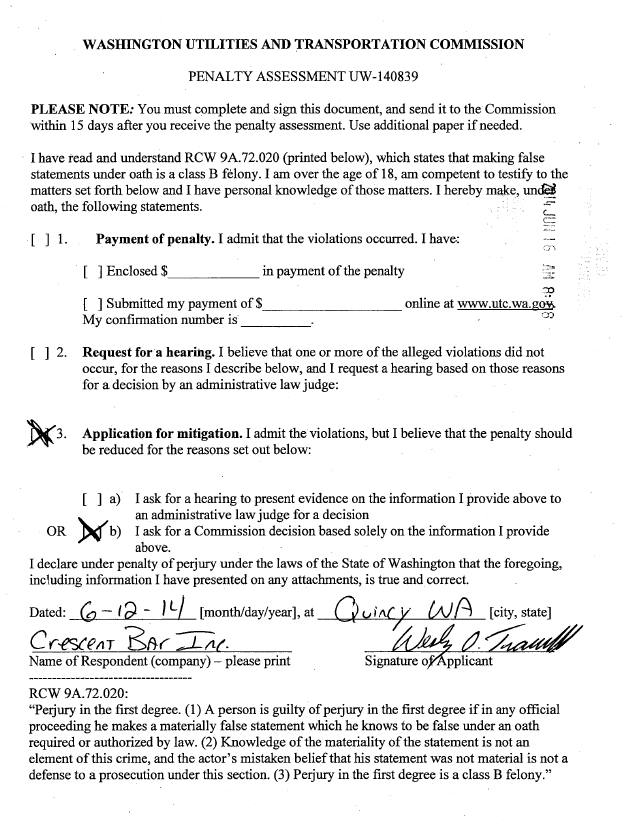 WASHINGTON UTILITIES AND TRANSPORTATION COMMISSION
PENALTY ASSESSMENT UW-140839
PLEASE NOTE: You must complete and sign this document, and send it to the Commission
within 15 days after you receive the penalty assessment. Use additional paper if needed.
I have read and understand RCW 9A.72.020 (printed below), which states that making false
statements under oath is a class B felony. I am over the age of 18, am competent to testify to the
matters set forth below and I have personal knowledge of those matters. I hereby make, under
oath, the following statements.
[ ] 1. Payment of penalty. I admit that the violations occurred. I have:
[ ] Enclosed $____________ in payment of the penalty
[ ] Submitted my payment of $___________________ online at www.utc.wa.gov.
My confirmation number is __________.
[ ] 2. Request for a hearing. I believe that one or more of the alleged violations did not
occur, for the reasons I describe below, and I request a hearing based on those reasons
for a decision by an administrative law judge:
[X] 3. Application for mitigation. I admit the violations, but I believe that the penalty should
be reduced for the reasons set out below:
[ ] a) I ask for a hearing to present evidence on the information I provide above to
an administrative law judge for a decision
OR [X] b) I ask for a Commission decision based solely on the information I provide
above.
I declare under penalty of perjury under the laws of the State of Washington that the foregoing,
including information I have presented on any attachments, is true and correct.
Dated: 6-12-14 [month/day/year], at Quincy WA [city, state]
Crescent Bar Inc.
Name of Respondent (company) – please print Signature of Applicant
-----------------------------------
RCW 9A.72.020:
“Perjury in the first degree. (1) A person is guilty of perjury in the first degree if in any official
proceeding he makes a materially false statement which he knows to be false under an oath
required or authorized by law. (2) Knowledge of the materiality of the statement is not an
element of this crime, and the actor’s mistaken belief that his statement was not material is not a
defense to a prosecution under this section. (3) Perjury in the first degree is a class B felony.”